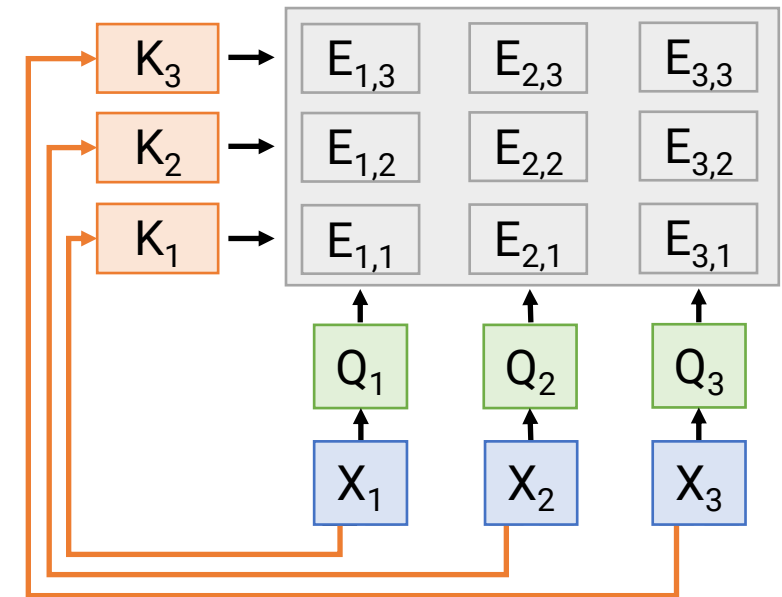 K₃ E₁,₃ E₂,₃ E₃,₃
K₂ E₁,₂ E₂,₂ E₃,₂
K₁ E₁,₁ E₂,₁ E₃,₁
Q₁ Q₂ Q₃
X₁ X₂ X₃